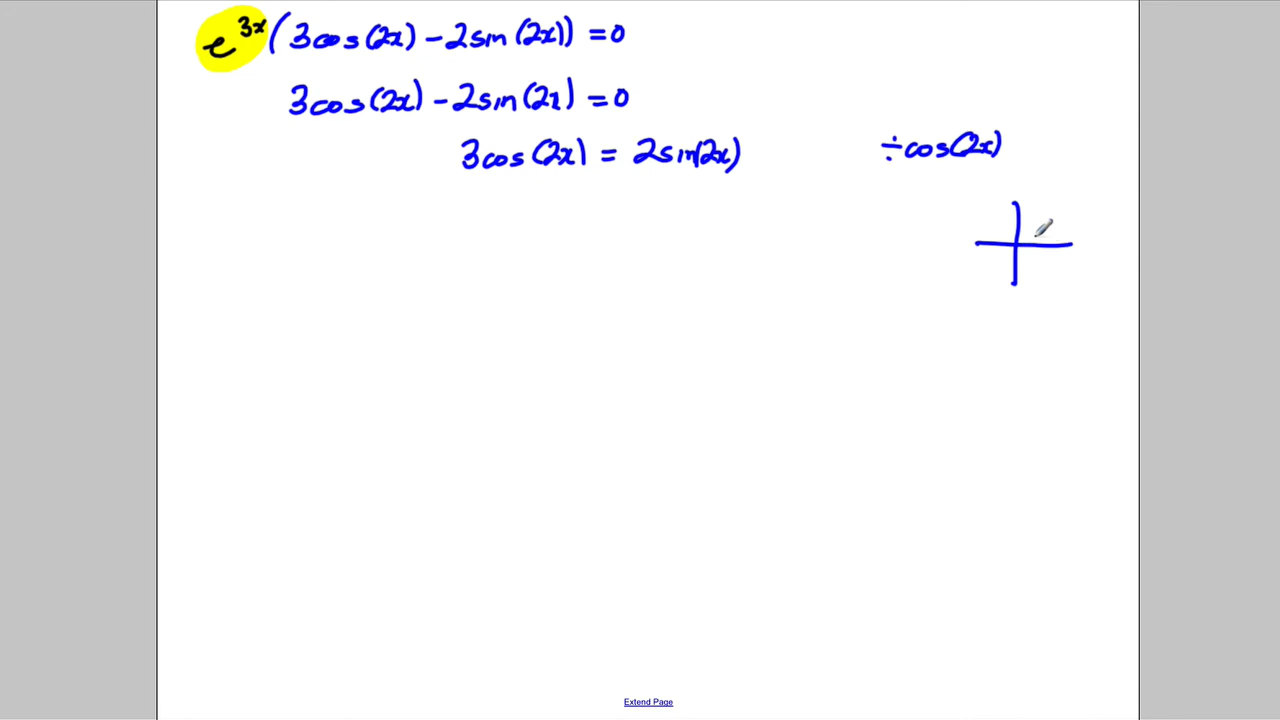 e^{3x}(3cos(2x) - 2sin(2x)) = 0
3cos(2x) - 2sin(2x) = 0
3cos(2x) = 2sin(2x) ÷cos(2x)
Extend Page